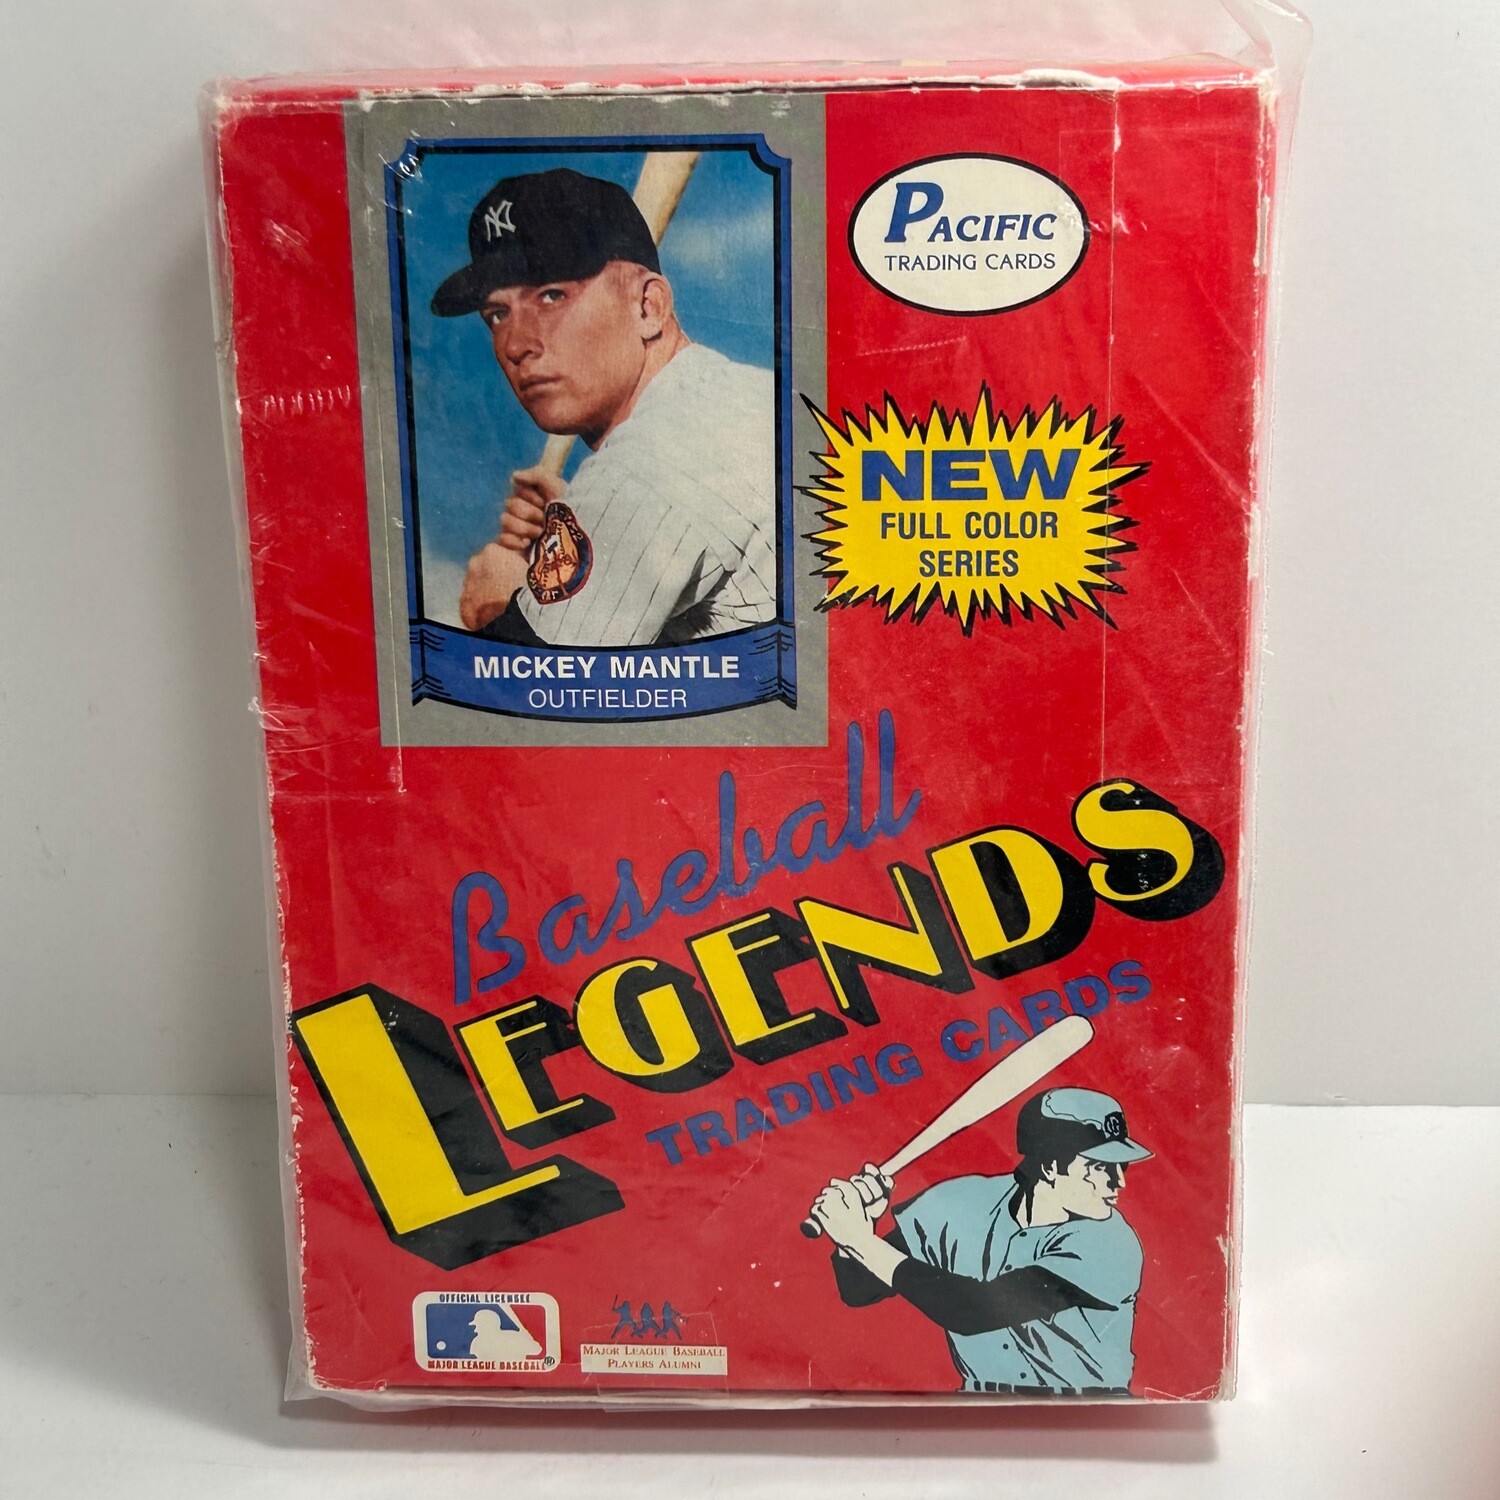 NY
PACIFIC
TRADING CARDS
NEW
FULL COLOR
SERIES
MICKEY MANTLE
OUTFIELDER
Baseball
LEGENDS
TRADING CARDS
OFFICIAL LICENSEE
MAJOR LEAGUE BASEBALL®
MAJOR LEAGUE BASEBALL
PLAYERS ALUMNI